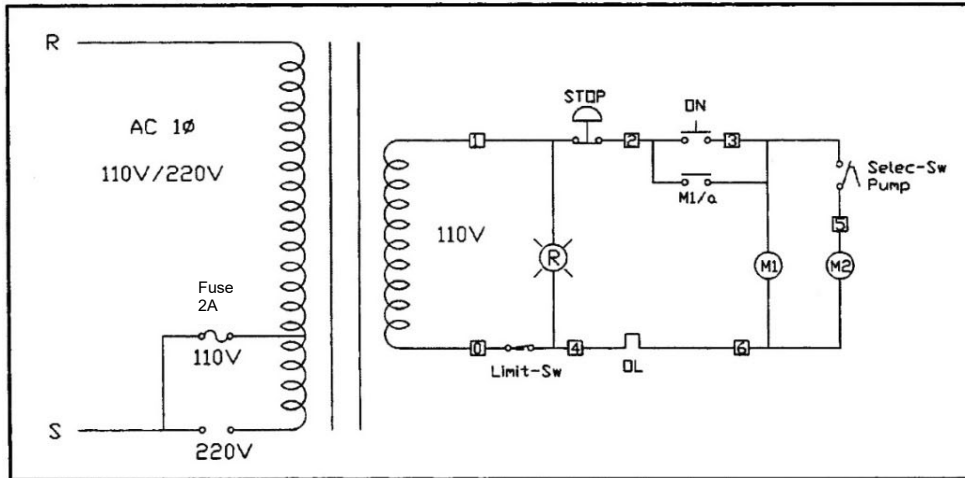 R
AC 1ø
110V/220V
Fuse
2A
110V
S
220V
STOP
ON
1
2
3
M1/a
Selec-Sw
Pump
5
110V
R
M1
M2
0
4
6
Limit-Sw
OL